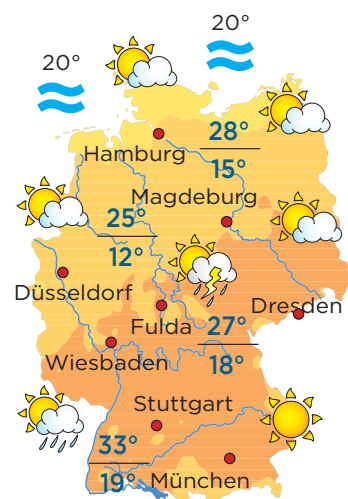 20°
20°
28°
Hamburg
15°
Magdeburg
25°
12°
Düsseldorf
Dresden
Fulda
27°
Wiesbaden
18°
Stuttgart
33°
19°
München